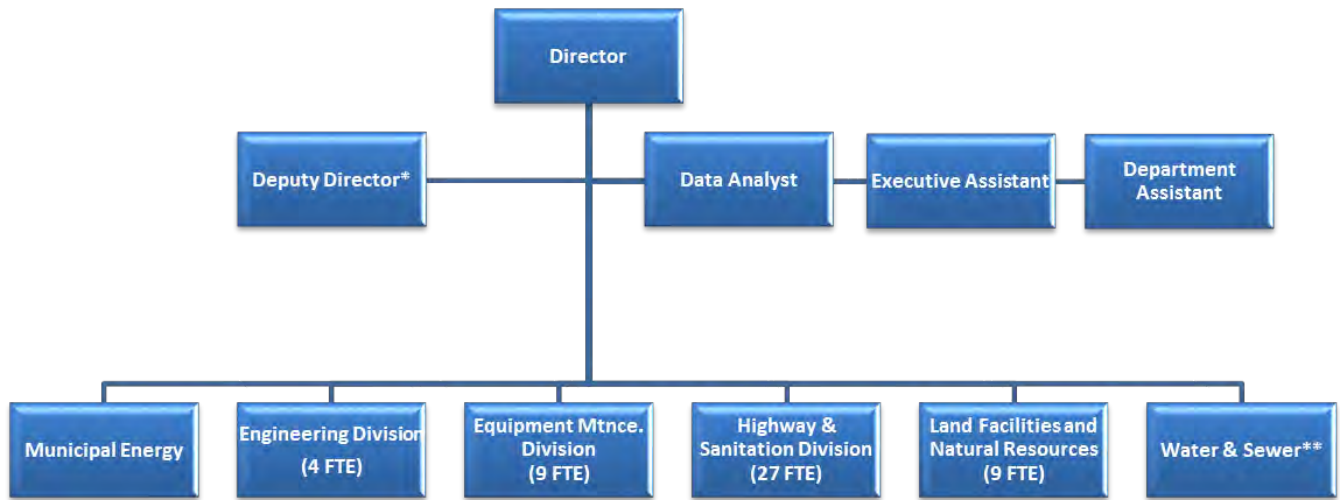 Director
Deputy Director*
Data Analyst
Executive Assistant
Department
Assistant
Municipal Energy
Engineering Division
(4 FTE)
Equipment Mtnce.
Division
(9 FTE)
Highway &
Sanitation Division
(27 FTE)
Land Facilities and
Natural Resources
(9 FTE)
Water & Sewer**